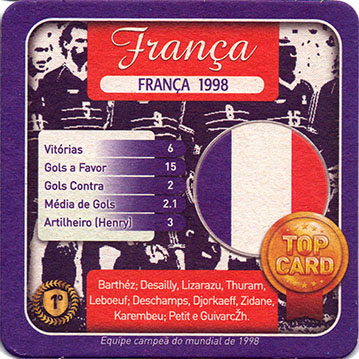 França
FRANÇA 1998
Vitórias 6
Gols a Favor 15
Gols Contra 2
Média de Gols 2.1
Artilheiro (Henry) 3
TOP
CARD
1º
Barthéz; Desailly, Lizarazu, Thuram,
Leboeuf; Deschamps, Djorkaeff, Zidane,
Karembeu; Petit e GuivarcŽh.
Equipe campeã do mundial de 1998